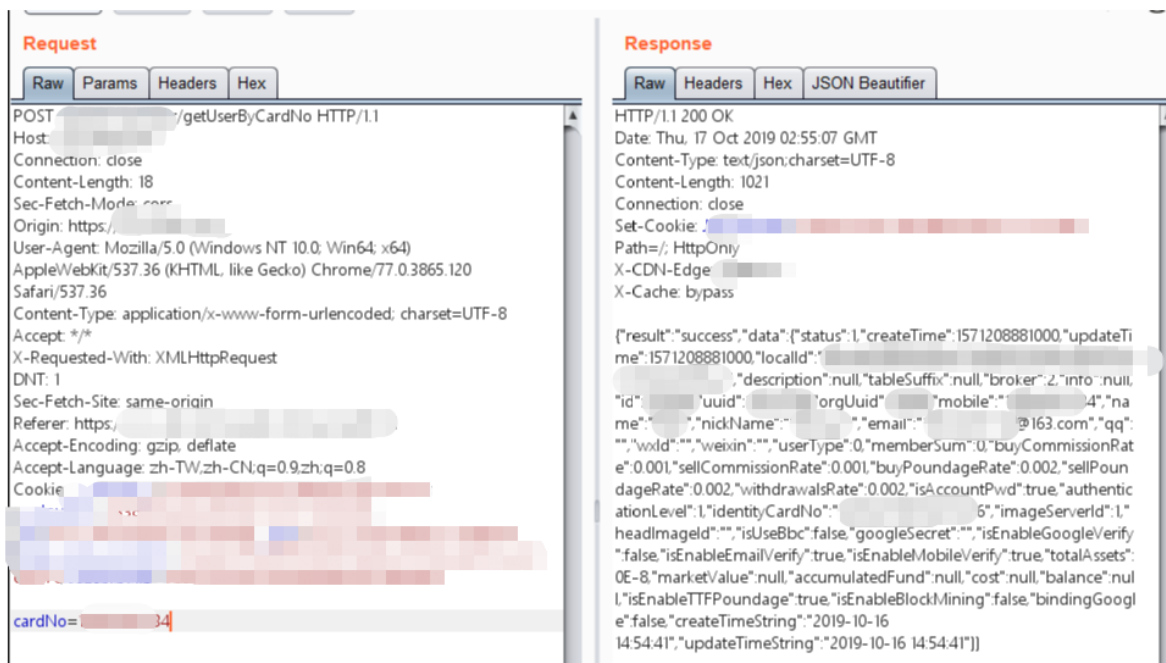 Request
Raw Params Headers Hex
POST /getUserByCardNo HTTP/1.1
Host:
Connection: close
Content-Length: 18
Sec-Fetch-Mode: cors
Origin: https:/
User-Agent: Mozilla/5.0 (Windows NT 10.0; Win64; x64)
AppleWebKit/537.36 (KHTML, like Gecko) Chrome/77.0.3865.120
Safari/537.36
Content-Type: application/x-www-form-urlencoded; charset=UTF-8
Accept: */*
X-Requested-With: XMLHttpRequest
DNT: 1
Sec-Fetch-Site: same-origin
Referer: https:/
Accept-Encoding: gzip, deflate
Accept-Language: zh-TW,zh-CN;q=0.9,zh;q=0.8
Cookie
cardNo=1 34
Response
Raw Headers Hex JSON Beautifier
HTTP/1.1 200 OK
Date: Thu, 17 Oct 2019 02:55:07 GMT
Content-Type: text/json;charset=UTF-8
Content-Length: 1021
Connection: close
Set-Cookie:
Path=/; HttpOnly
X-CDN-Edge
X-Cache: bypass
{"result":"success","data":{"status":1,"createTime":1571208881000,"updateTi
me":1571208881000,"localId":"
,"description":null,"tableSuffix":null,"broker":2,"info":null,
"id": "uuid": "orgUuid" "mobile":" 4","na
me":" ","nickName":" ,"email":" @163.com","qq":
"","wxId":"","weixin":"","userType":0,"memberSum":0,"buyCommissionRat
e":0.001,"sellCommissionRate":0.001,"buyPoundageRate":0.002,"sellPoun
dageRate":0.002,"withdrawalsRate":0.002,"isAccountPwd":true,"authentic
ationLevel":1,"identityCardNo":" 6","imageServerId":1,"
headImageId":"","isUseBbc":false,"googleSecret":"","isEnableGoogleVerify
":false,"isEnableEmailVerify":true,"isEnableMobileVerify":true,"totalAssets":
0E-8,"marketValue":null,"accumulatedFund":null,"cost":null,"balance":nul
l,"isEnableTTFPoundage":true,"isEnableBlockMining":false,"bindingGoogl
e":false,"createTimeString":"2019-10-16
14:54:41","updateTimeString":"2019-10-16 14:54:41"}}